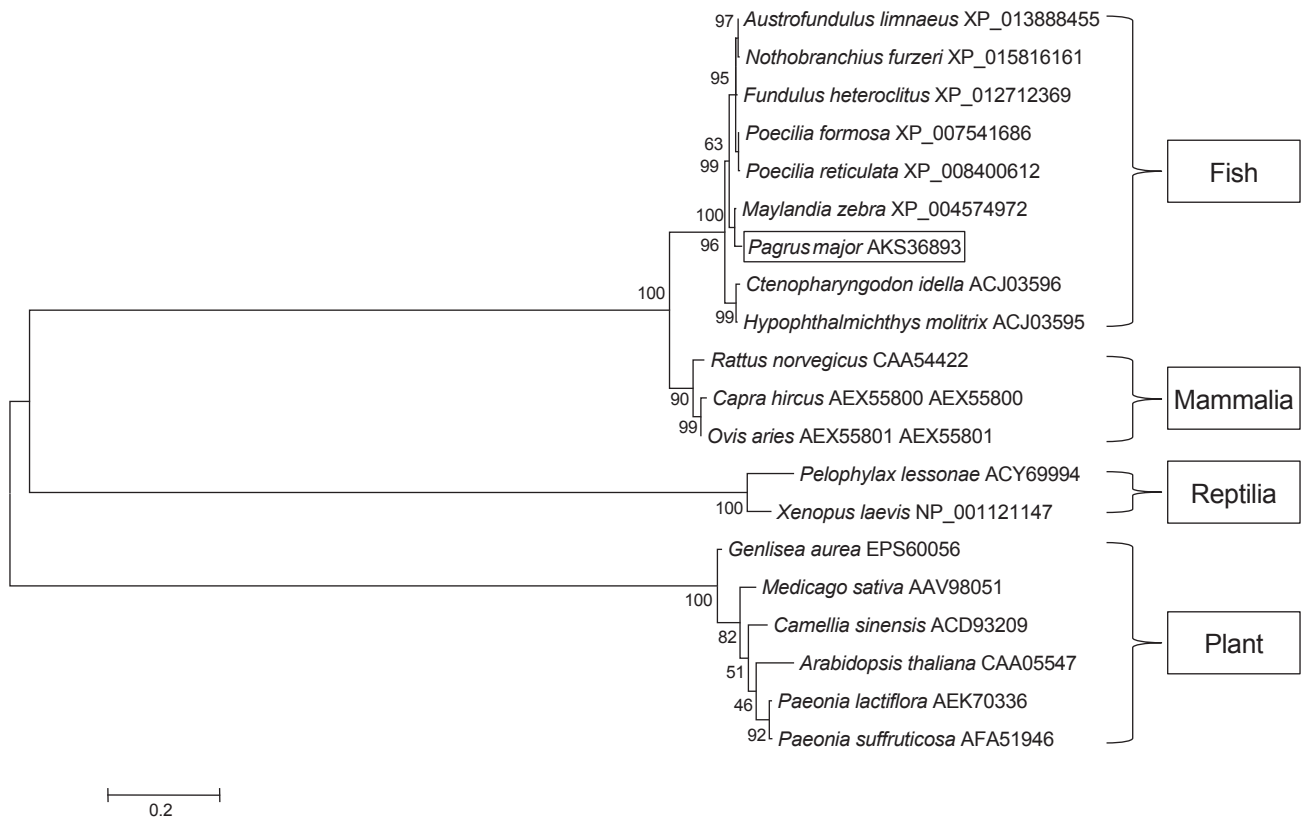 97
Austrofundulus limnaeus XP_013888455
Nothobranchius furzeri XP_015816161
95
Fundulus heteroclitus XP_012712369
Poecilia formosa XP_007541686
63
99
Poecilia reticulata XP_008400612
Fish
Maylandia zebra XP_004574972
100
96
Pagrus major AKS36893
Ctenopharyngodon idella ACJ03596
100
99
Hypophthalmichthys molitrix ACJ03595
Rattus norvegicus CAA54422
90
Capra hircus AEX55800 AEX55800
Mammalia
99
Ovis aries AEX55801 AEX55801
Pelophylax lessonae ACY69994
Reptilia
100
Xenopus laevis NP_001121147
Genlisea aurea EPS60056
100
Medicago sativa AAV98051
82
Camellia sinensis ACD93209
Plant
51
Arabidopsis thaliana CAA05547
46
Paeonia lactiflora AEK70336
92
Paeonia suffruticosa AFA51946
0.2